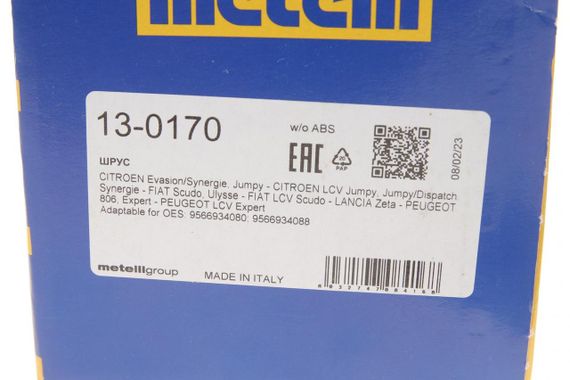 metelli
13-0170
w/o ABS
ШРУС
EAC
20
PAP
08/02/23
CITROEN Evasion/Synergie, Jumpy - CITROEN LCV Jumpy, Jumpy/Dispatch,
Synergie - FIAT Scudo, Ulysse - FIAT LCV Scudo - LANCIA Zeta - PEUGEOT
806, Expert - PEUGEOT LCV Expert
Adaptable for OES: 9566934080; 9566934088
metelligroup
MADE IN ITALY
8032747084168